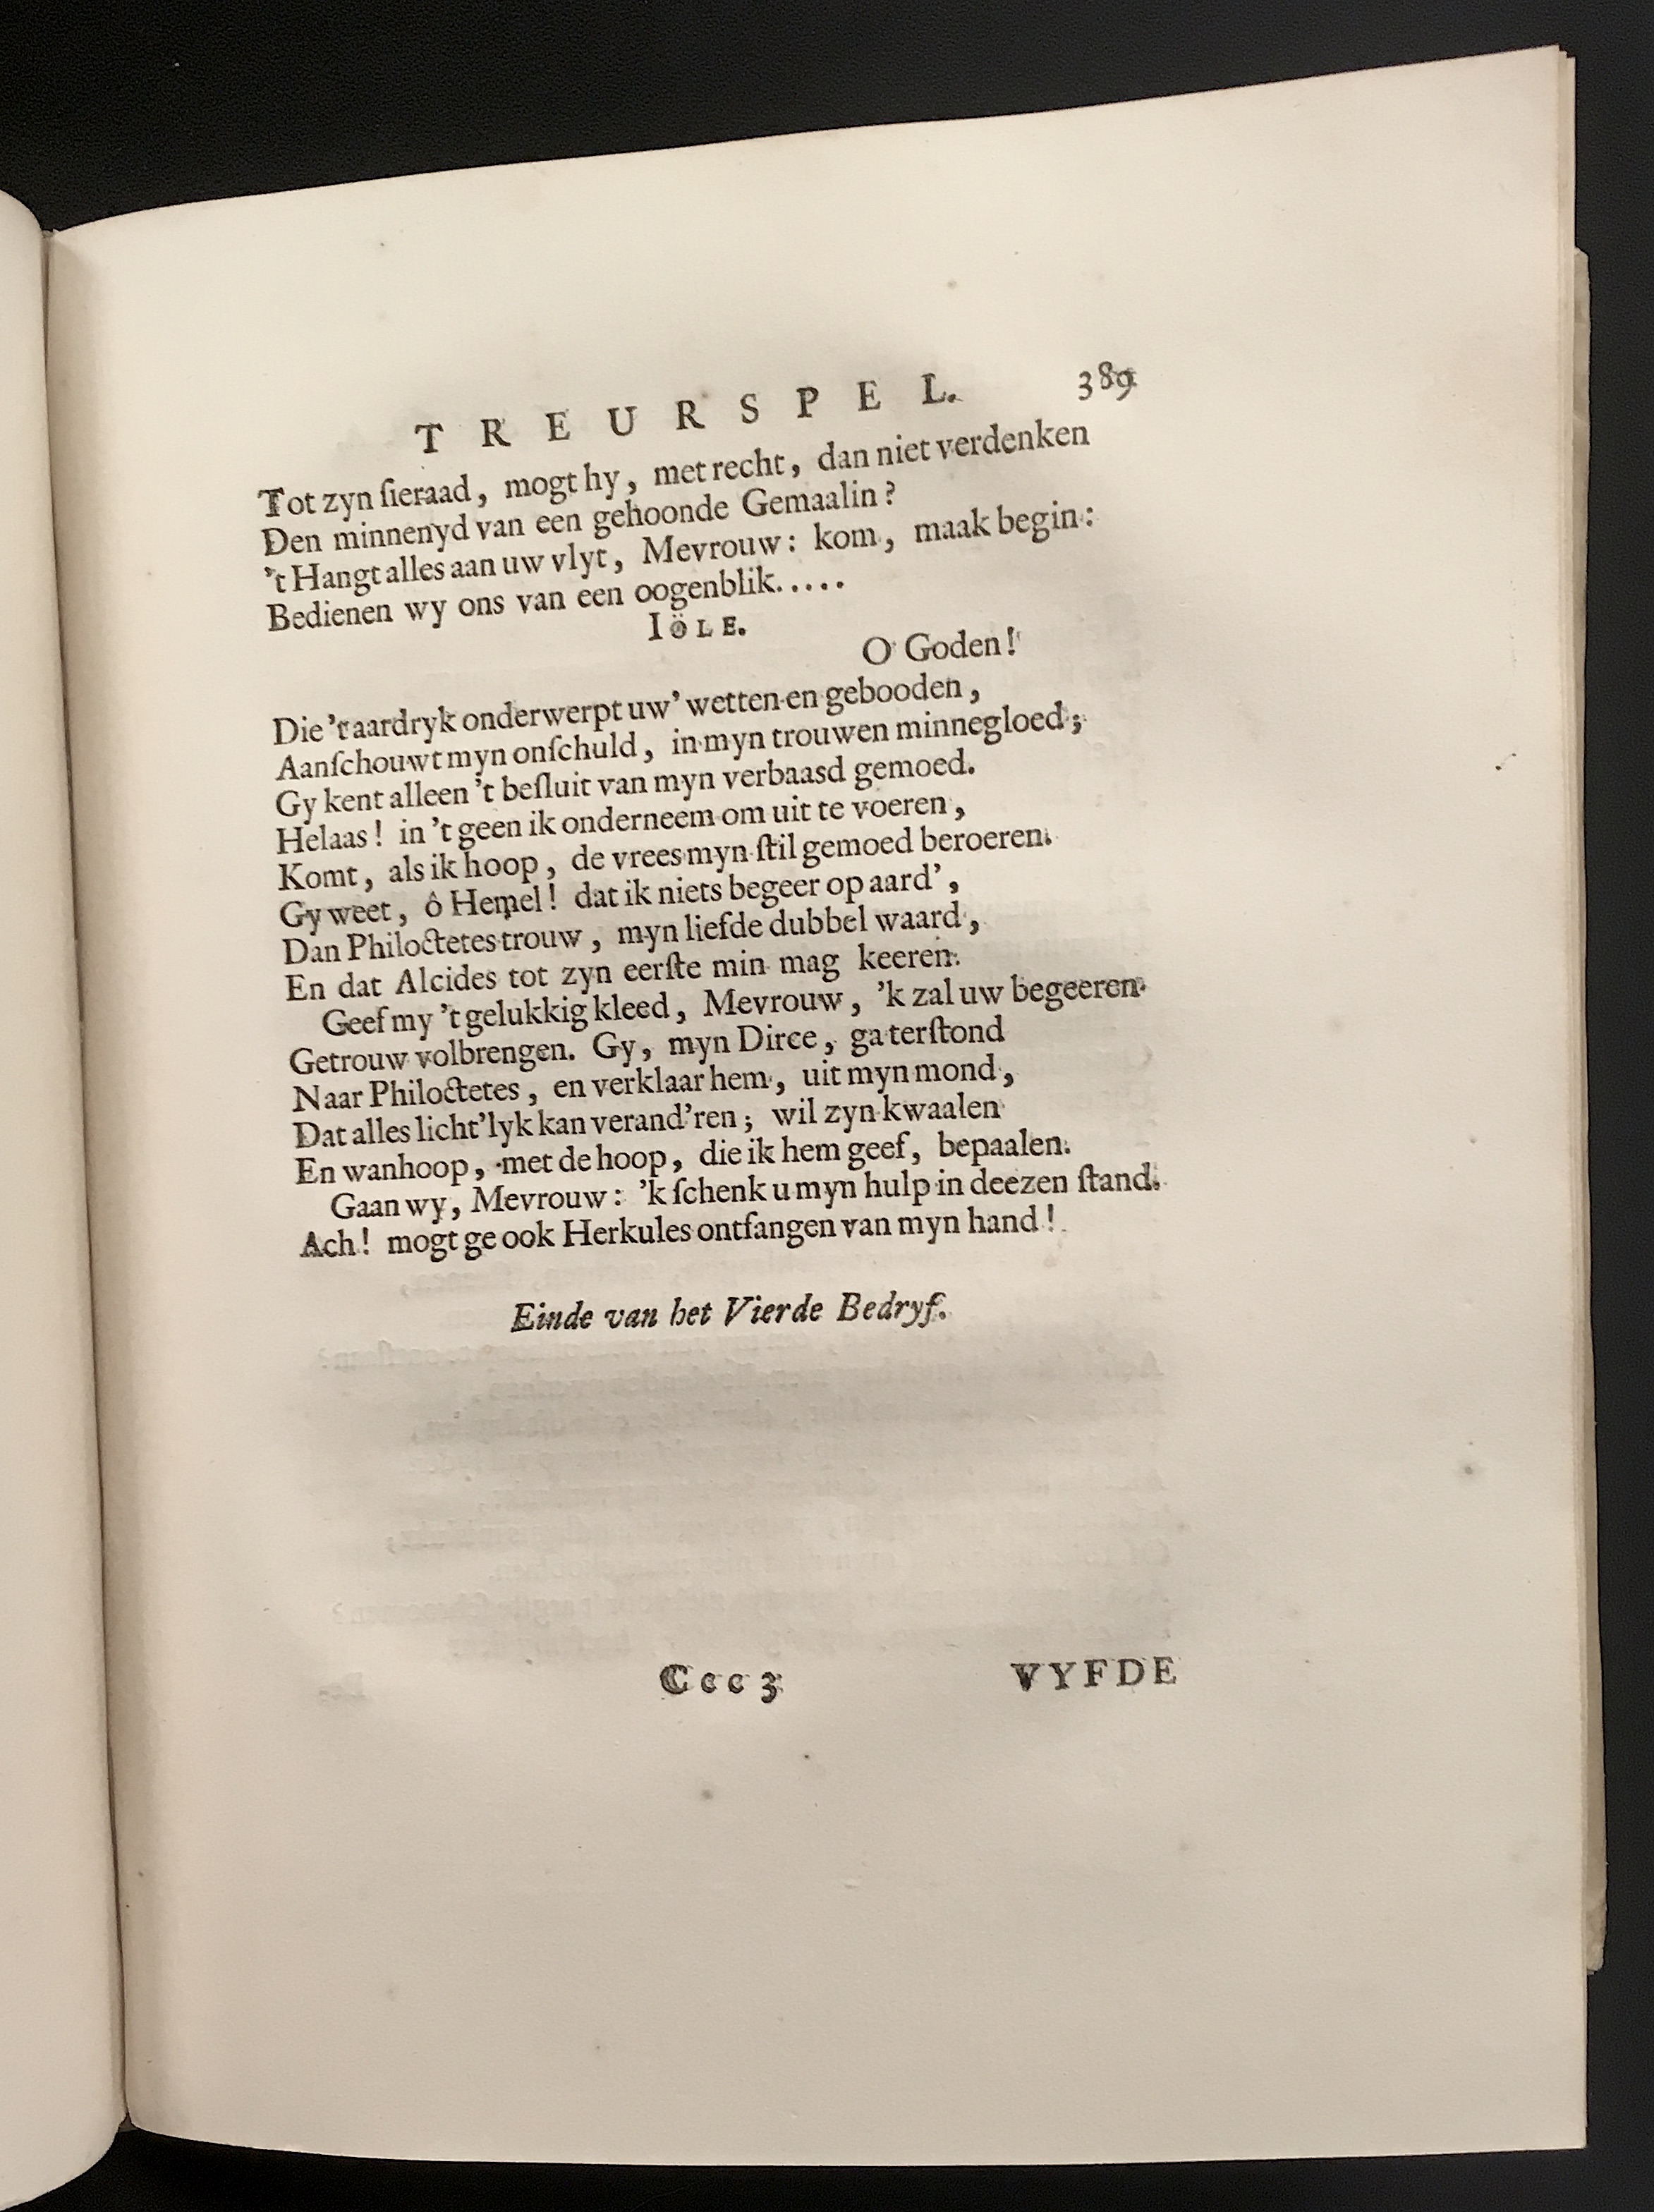 TREURSPEL. 389
Tot zyn ſieraad, mogt hy, met recht, dan niet verdenken
Den minnenyd van een gehoonde Gemaalin?
't Hangt alles aan uw vlyt, Mevrouw: kom, maak begin:
Bedienen wy ons van een oogenblik.....
IÖLE.
O Goden!
Die 't aardryk onderwerpt uw' wetten en gebooden,
Aanſchouwt myn onſchuld, in myn trouwen minnegloed;
Gy kent alleen 't beſluit van myn verbaasd gemoed.
Helaas! in 't geen ik onderneem om uit te voeren,
Komt, als ik hoop, de vrees myn ſtil gemoed beroeren.
Gy weet, ô Hemel! dat ik niets begeer op aard',
Dan Philoctetes trouw, myn liefde dubbel waard,
En dat Alcides tot zyn eerſte min mag keeren.
Geef my 't gelukkig kleed, Mevrouw, 'k zal uw begeeren
Getrouw volbrengen. Gy, myn Dirce, ga terſtond
Naar Philoctetes, en verklaar hem, uit myn mond,
Dat alles licht'lyk kan verand'ren; wil zyn kwaalen
En wanhoop, met de hoop, die ik hem geef, bepaalen.
Gaan wy, Mevrouw: 'k ſchenk u myn hulp in deezen ſtand.
Ach! mogt ge ook Herkules ontfangen van myn hand!
Einde van het Vierde Bedryf.
Ccc 3 VYFDE